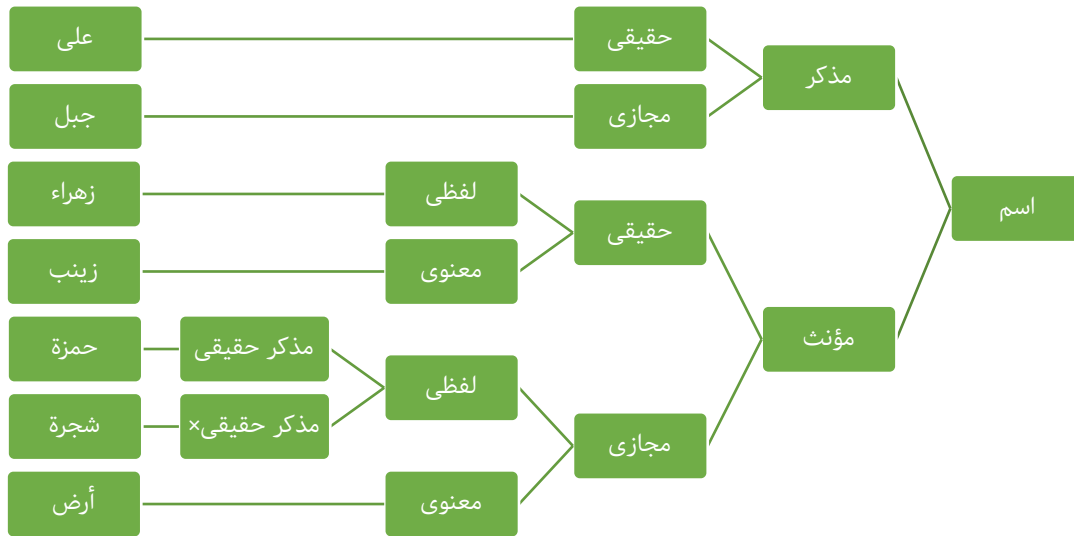 اسم
مذکر
حقیقی
علی
مجازی
جبل
مؤنث
حقیقی
لفظی
زهراء
معنوی
زینب
مجازی
لفظی
مذکر حقیقی
حمزة
مذکر حقیقی×
شجرة
معنوی
أرض